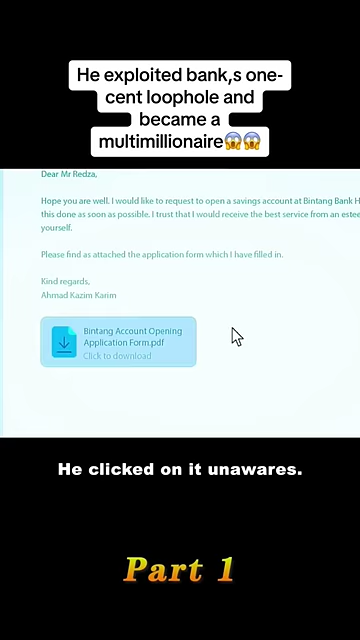 He exploited bank,s one-
cent loophole and
became a
multimillionaire😱😱
Dear Mr Redza,
Hope you are well. I would like to request to open a savings account at Bintang Bank H
this done as soon as possible. I trust that I would receive the best service from an estee
yourself.
Please find as attached the application form which I have filled in.
Kind regards,
Ahmad Kazim Karim
Bintang Account Opening
Application Form.pdf
Click to download
He clicked on it unawares.
Part 1